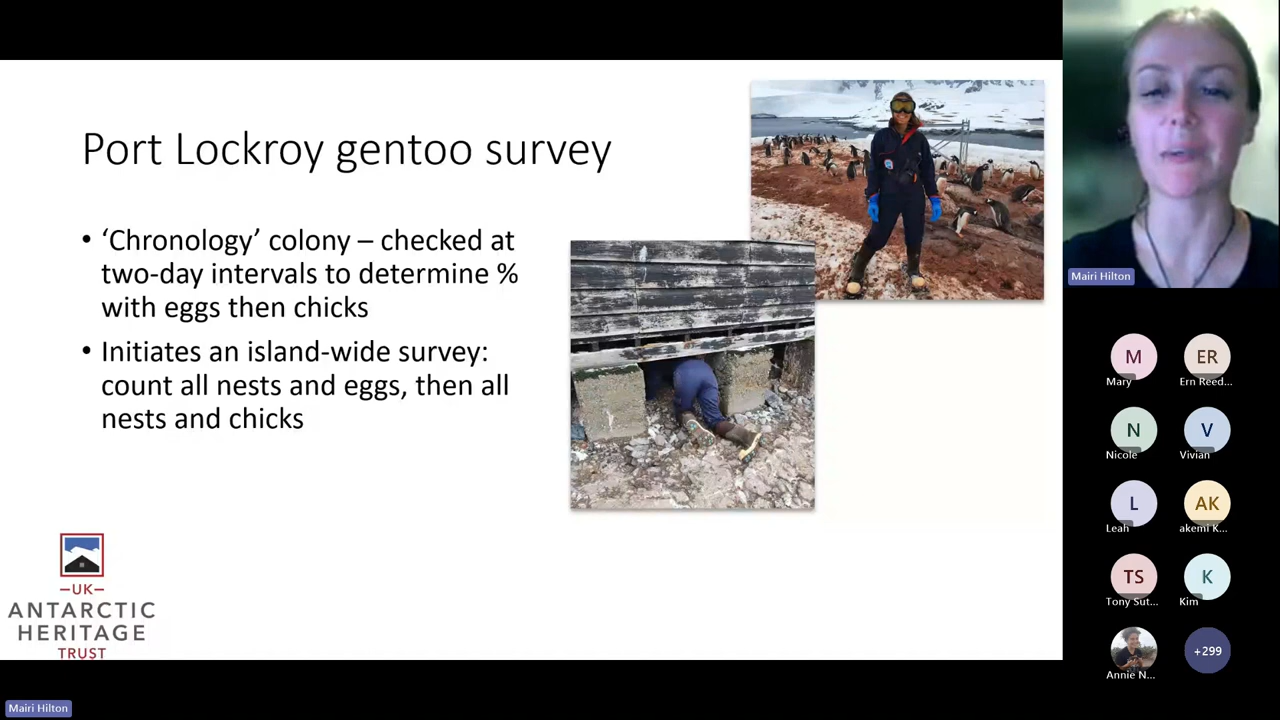 Port Lockroy gentoo survey
• ‘Chronology’ colony – checked at
two-day intervals to determine %
with eggs then chicks
• Initiates an island-wide survey:
count all nests and eggs, then all
nests and chicks
–UK–
ANTARCTIC
HERITAGE
TRUST
Mairi Hilton
M
ER
Mary
Ern Reed...
N
V
Nicole
Vivian
L
AK
Leah
akemi K...
TS
K
Tony Sut...
Kim
+299
Annie N...
Mairi Hilton